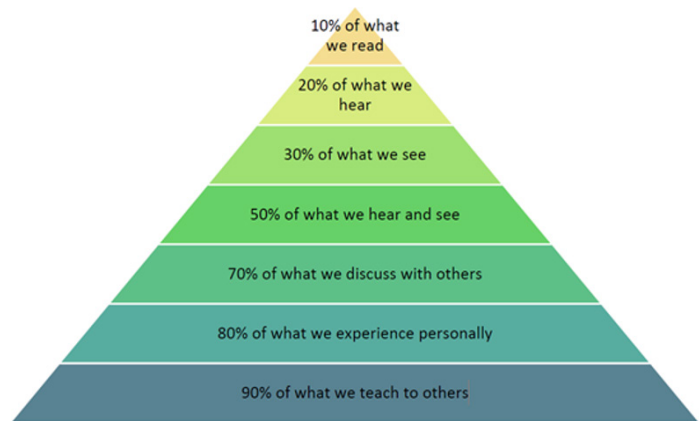 10% of what
we read
20% of what we
hear
30% of what we see
50% of what we hear and see
70% of what we discuss with others
80% of what we experience personally
90% of what we teach to others